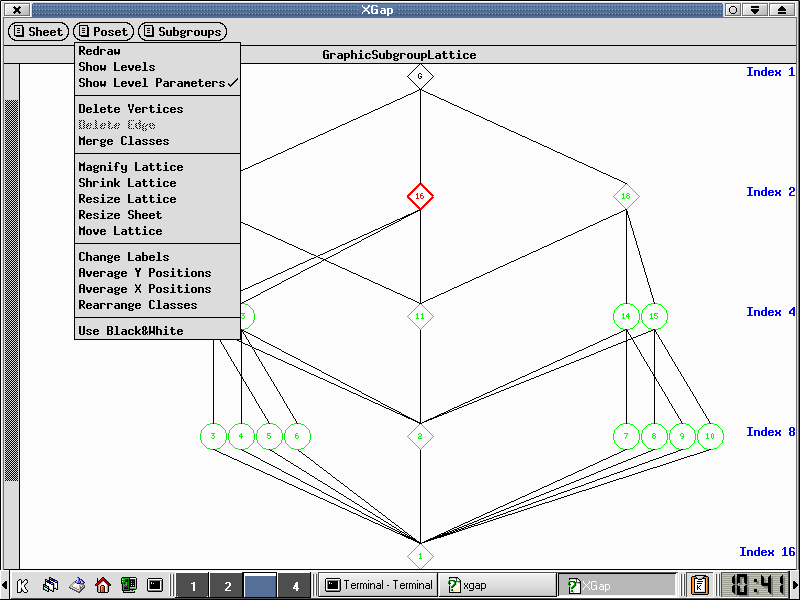 XGap
Sheet Poset Subgroups
GraphicSubgroupLattice
Redraw
Show Levels
Show Level Parameters
Delete Vertices
Delete Edge
Merge Classes
Magnify Lattice
Shrink Lattice
Resize Lattice
Resize Sheet
Move Lattice
Change Labels
Average Y Positions
Average X Positions
Rearrange Classes
Use Black&White
G Index 1
16 18 Index 2
3 11 14 15 Index 4
3 4 5 6 2 7 8 9 10 Index 8
1 Index 16
1 2 4 Terminal - Terminal xgap XGap 10:41